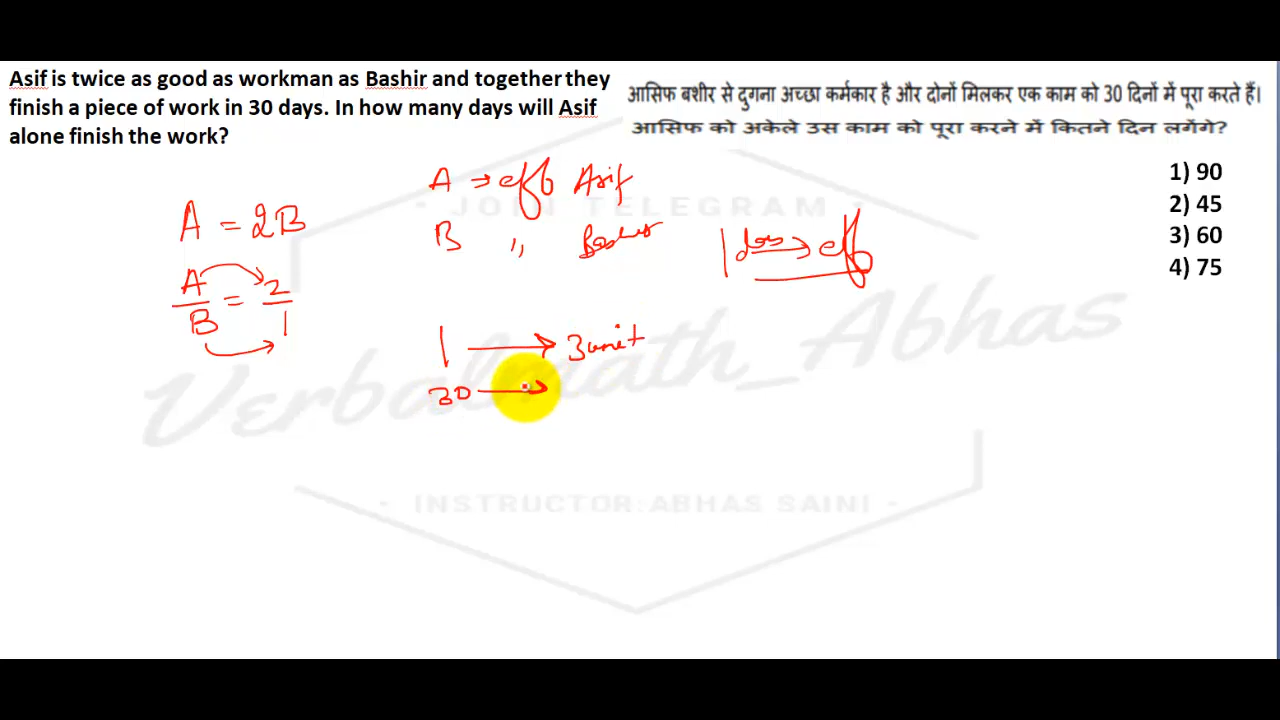 Asif is twice as good as workman as Bashir and together they
finish a piece of work in 30 days. In how many days will Asif
alone finish the work?
आसिफ बशीर से दुगना अच्छा कर्मकार है और दोनों मिलकर एक काम को 30 दिनों में पूरा करते हैं।
आसिफ को अकेले उस काम को पूरा करने में कितने दिन लगेंगे?
1) 90
2) 45
3) 60
4) 75
A → eff Asif
B ,, Bashir
A = 2B
A/B = 2/1
1 day → eff
1 → 3 unit
30 →
JOIN TELEGRAM
Verbalmath_Abhas
INSTRUCTOR: ABHAS SAINI